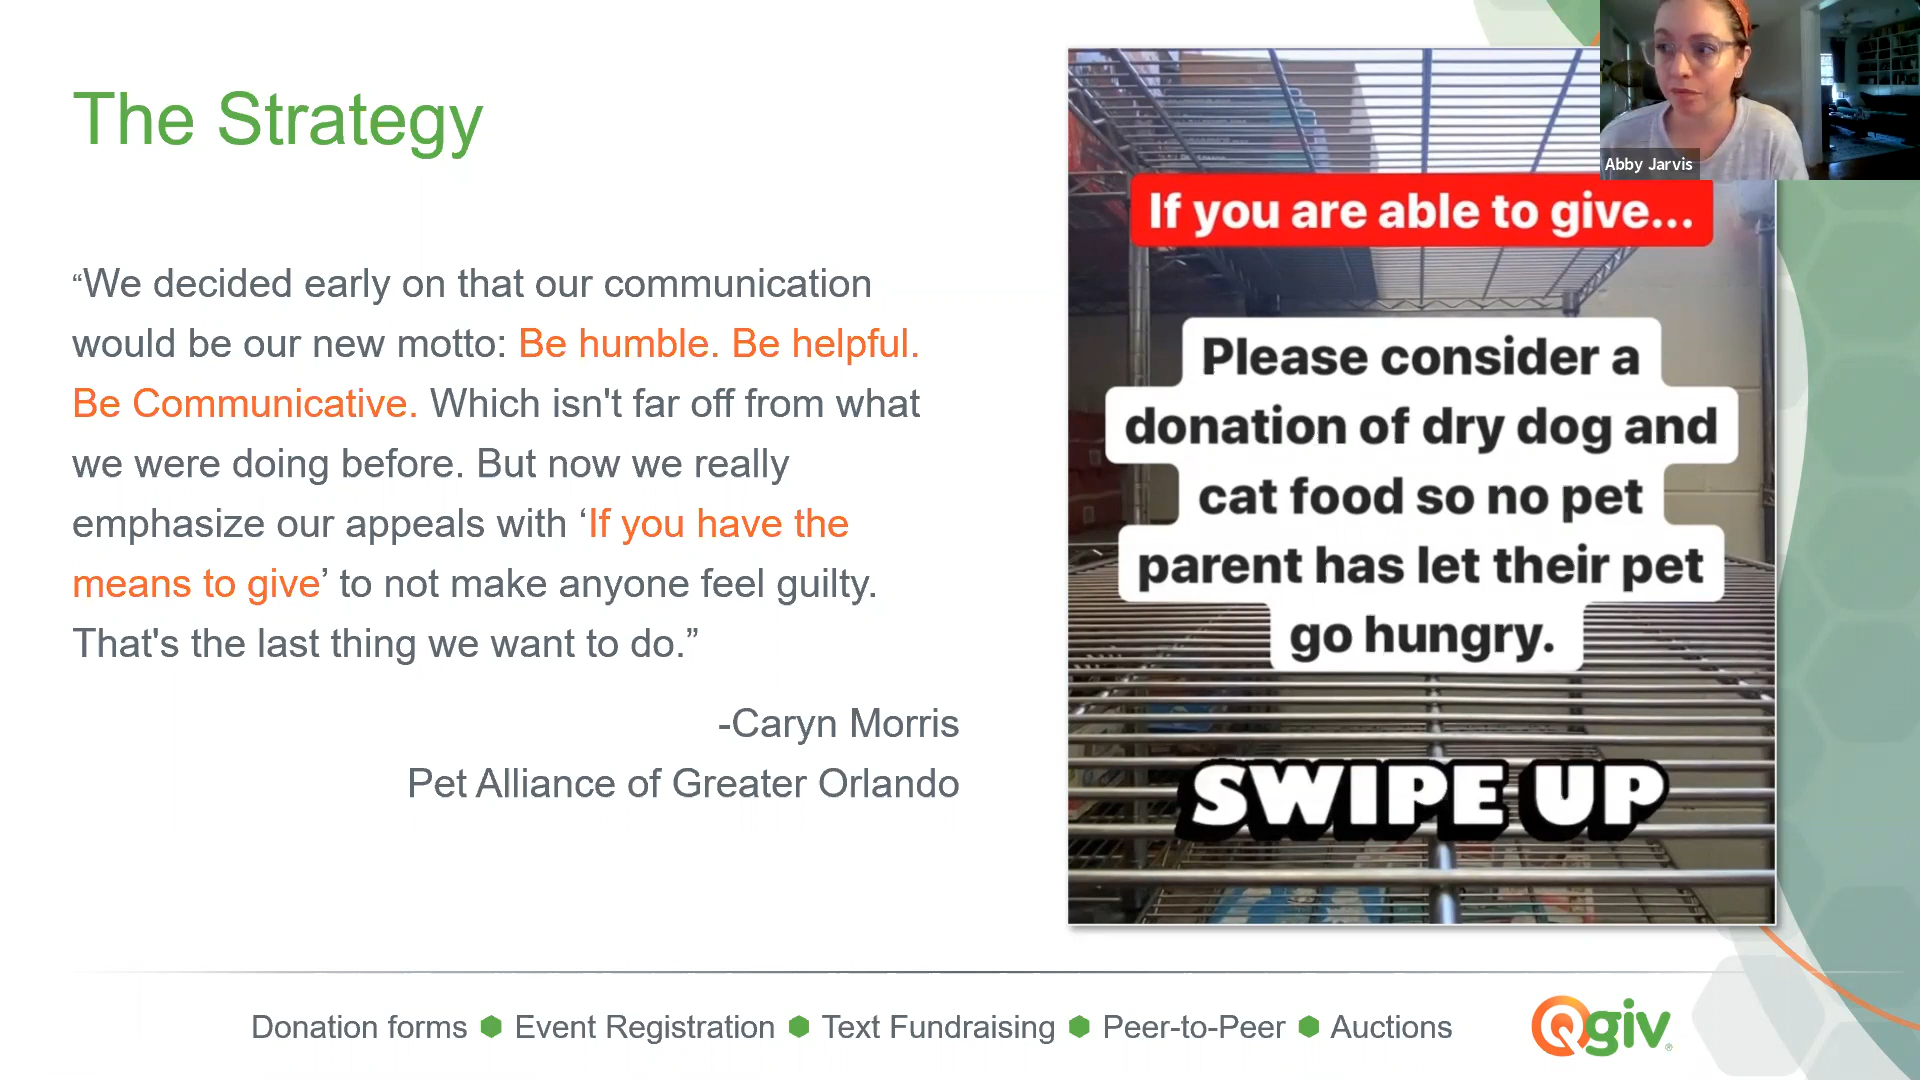 The Strategy
“We decided early on that our communication
would be our new motto: Be humble. Be helpful.
Be Communicative. Which isn't far off from what
we were doing before. But now we really
emphasize our appeals with ‘If you have the
means to give’ to not make anyone feel guilty.
That's the last thing we want to do.”
-Caryn Morris
Pet Alliance of Greater Orlando
Abby Jarvis
If you are able to give...
Please consider a
donation of dry dog and
cat food so no pet
parent has let their pet
go hungry.
SWIPE UP
Donation forms Event Registration Text Fundraising Peer-to-Peer Auctions
Qgiv